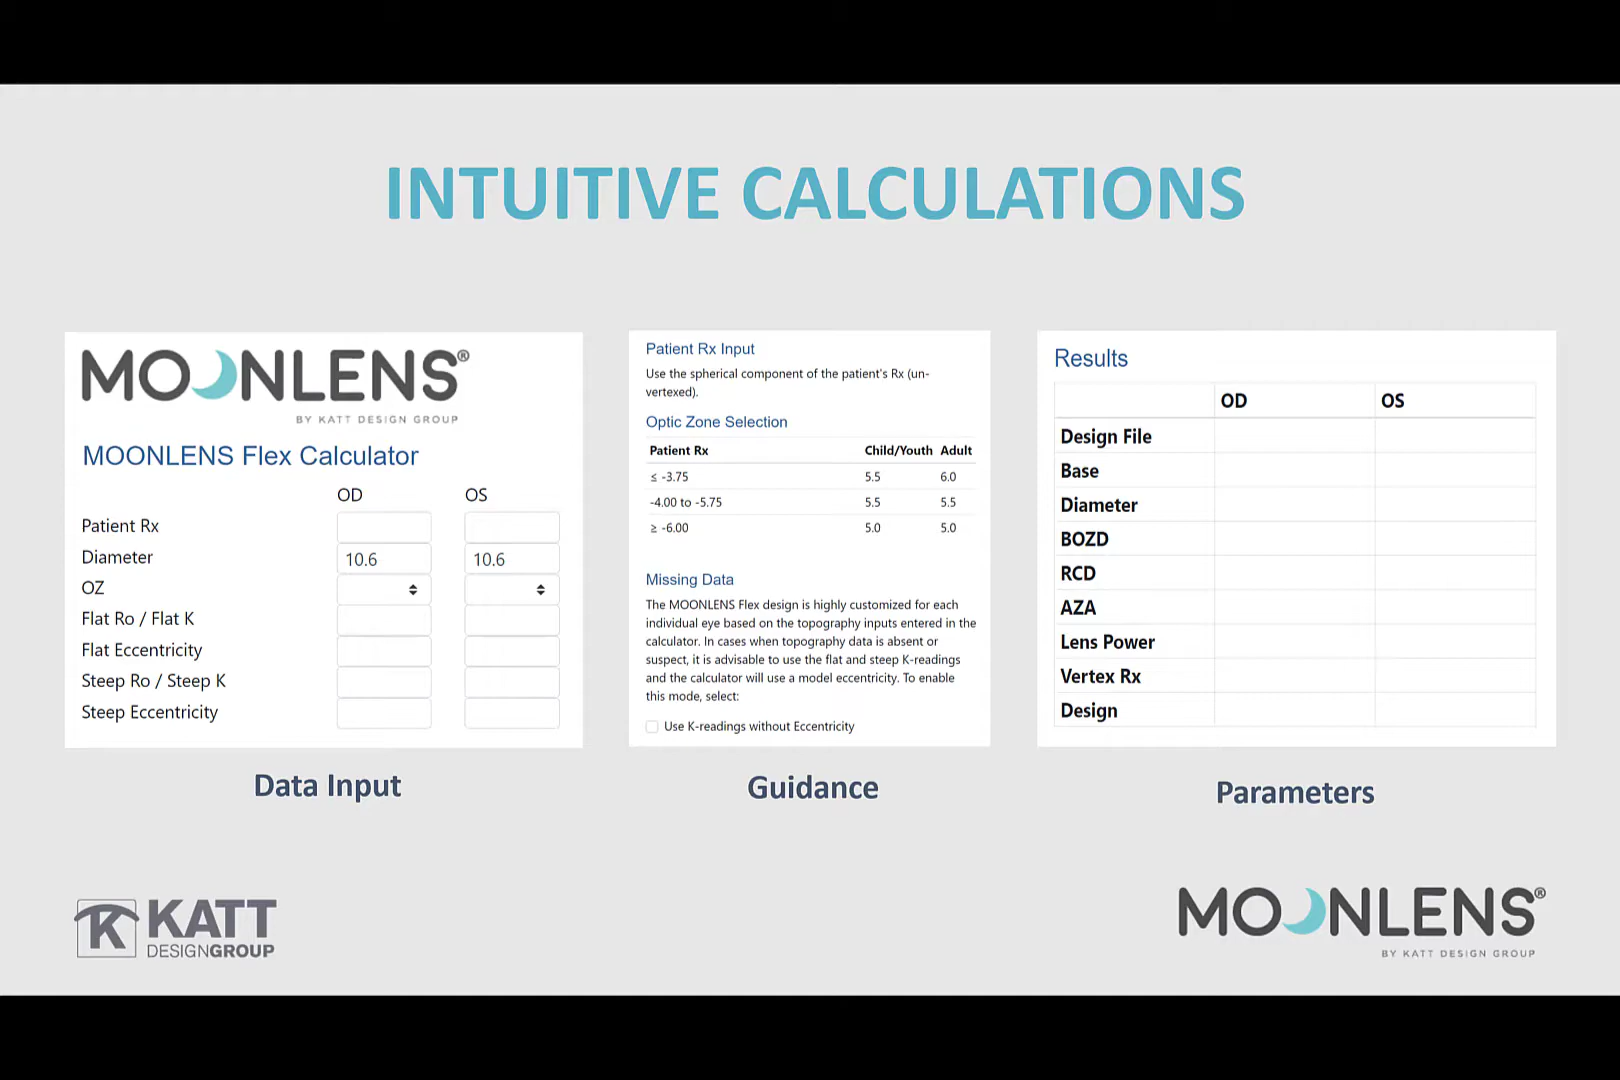 INTUITIVE CALCULATIONS
MOONLENS®
BY KATT DESIGN GROUP
MOONLENS Flex Calculator
OD OS
Patient Rx
Diameter 10.6 10.6
OZ
Flat Ro / Flat K
Flat Eccentricity
Steep Ro / Steep K
Steep Eccentricity
Data Input
Patient Rx Input
Use the spherical component of the patient's Rx (un-
vertexed).
Optic Zone Selection
Patient Rx Child/Youth Adult
≤ -3.75 5.5 6.0
-4.00 to -5.75 5.5 5.5
≥ -6.00 5.0 5.0
Missing Data
The MOONLENS Flex design is highly customized for each
individual eye based on the topography inputs entered in the
calculator. In cases when topography data is absent or
suspect, it is advisable to use the flat and steep K-readings
and the calculator will use a model eccentricity. To enable
this mode, select:
Use K-readings without Eccentricity
Guidance
Results
OD OS
Design File
Base
Diameter
BOZD
RCD
AZA
Lens Power
Vertex Rx
Design
Parameters
KATT
DESIGNGROUP
MOONLENS®
BY KATT DESIGN GROUP